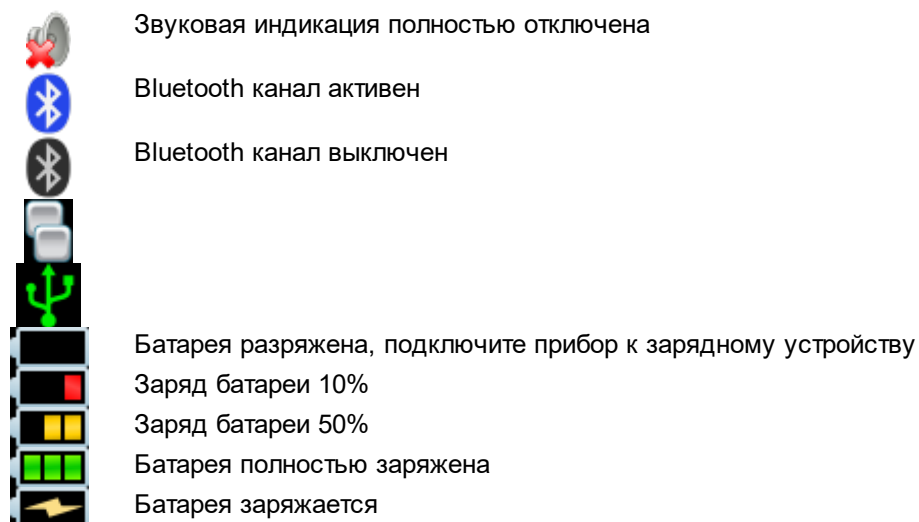 Звуковая индикация полностью отключена
Bluetooth канал активен
Bluetooth канал выключен
Батарея разряжена, подключите прибор к зарядному устройству
Заряд батареи 10%
Заряд батареи 50%
Батарея полностью заряжена
Батарея заряжается